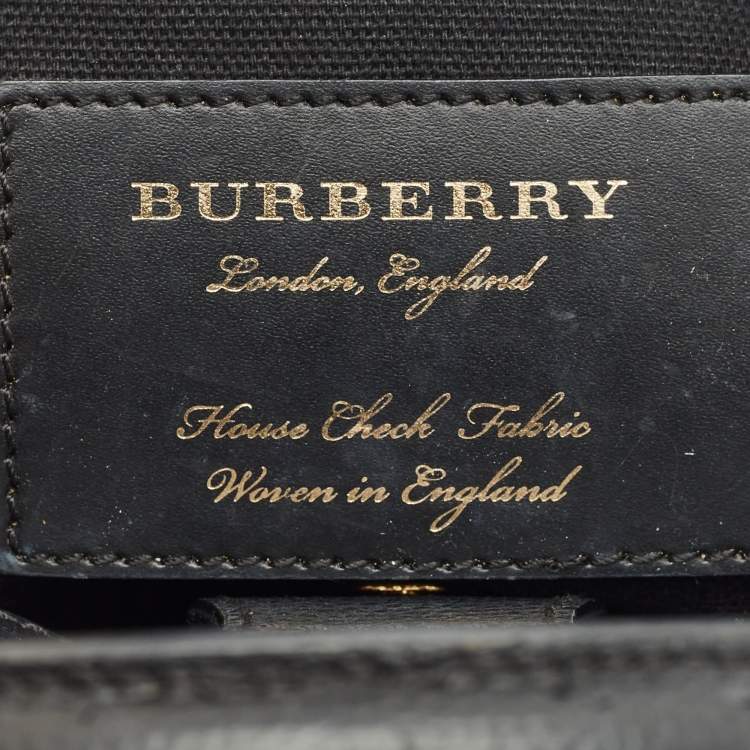 BURBERRY
London, England
House Check Fabric
Woven in England